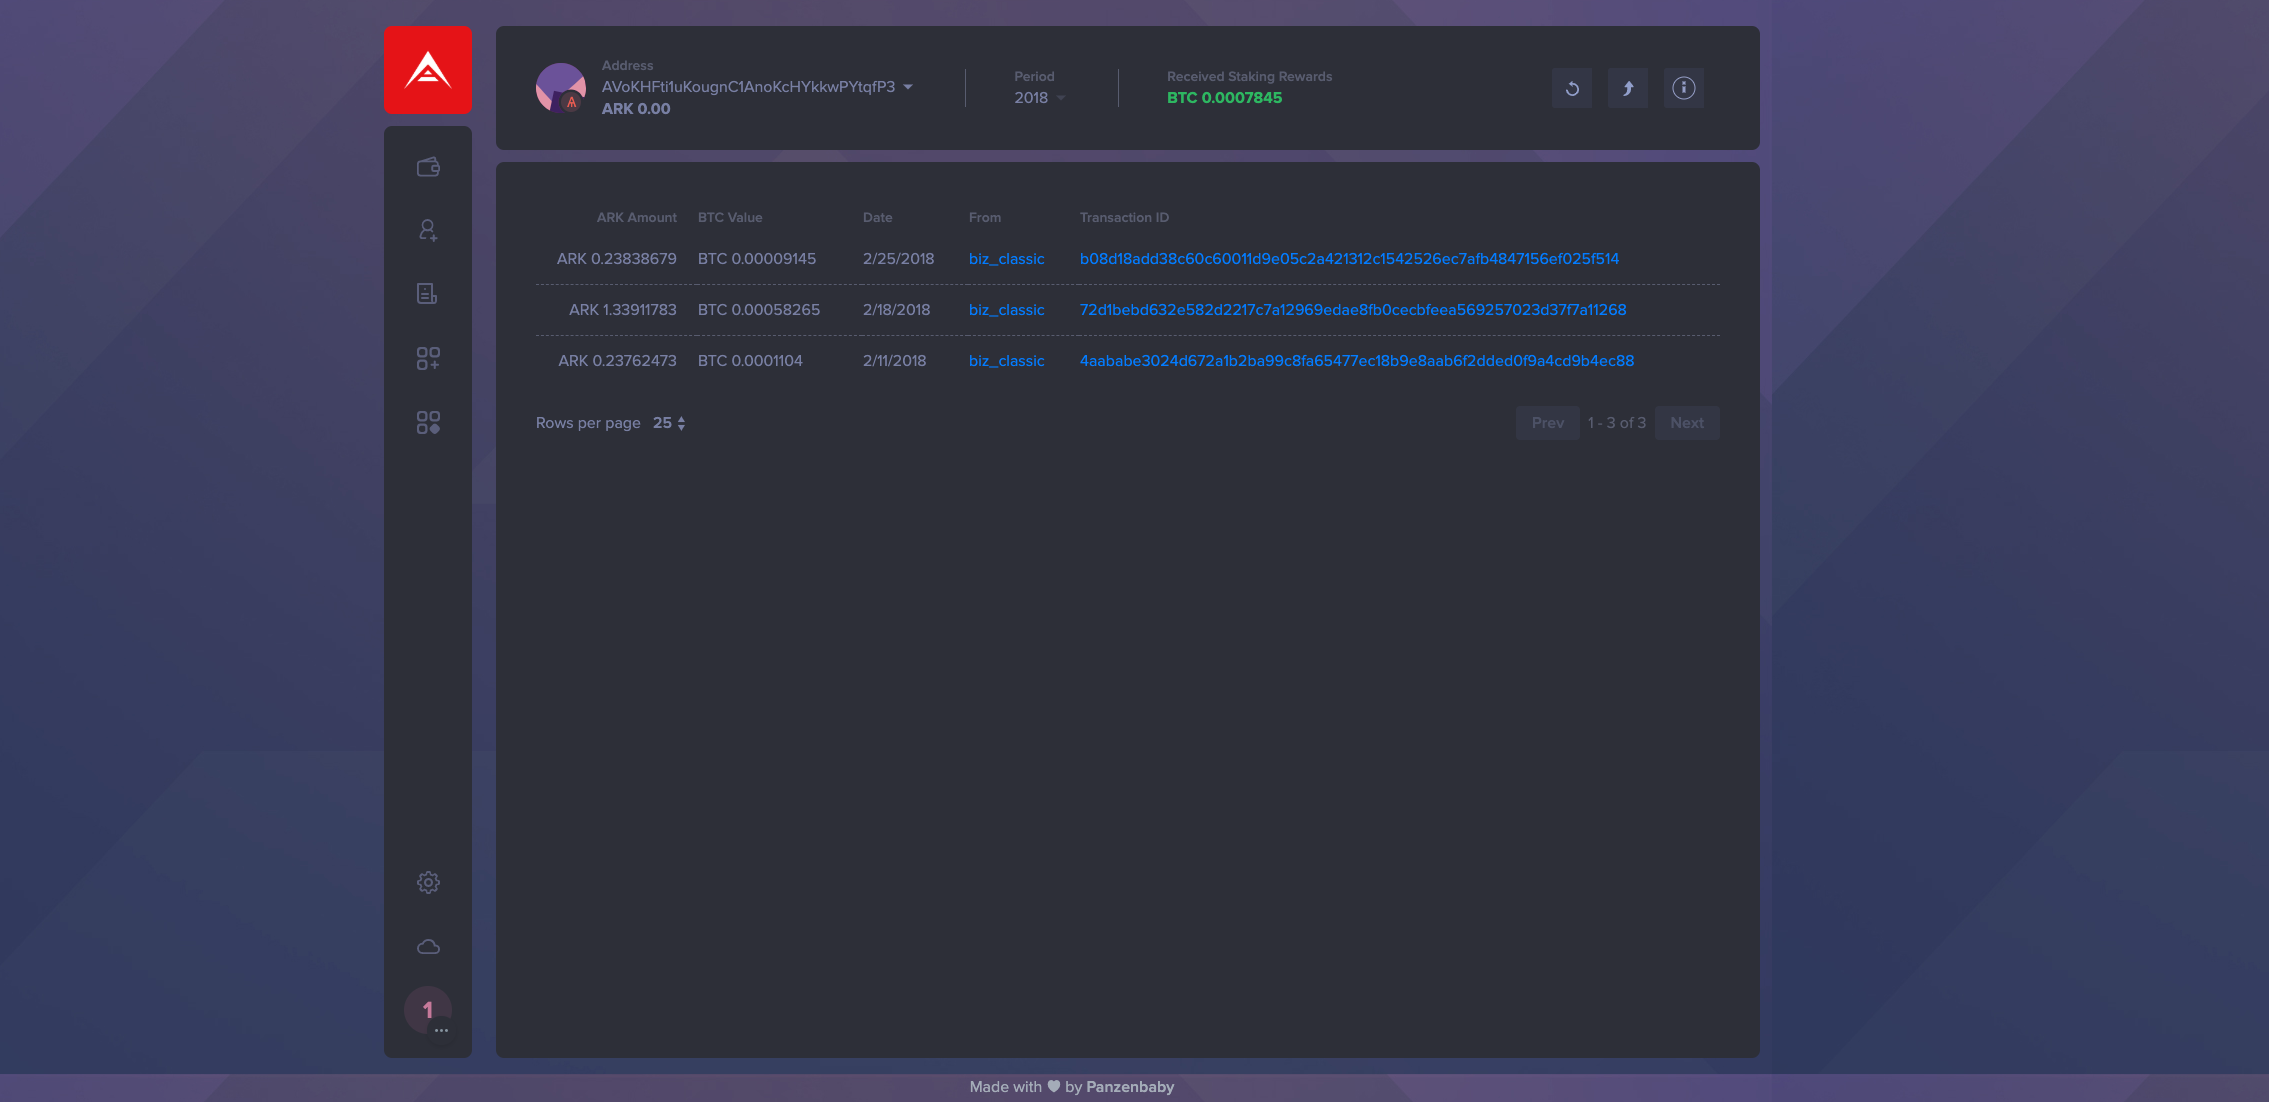 Address
AVoKHFti1uKougnC1AnoKcHYkkwPYtqfP3
ARK 0.00
Period
2018
Received Staking Rewards
BTC 0.0007845
ARK Amount BTC Value Date From Transaction ID
ARK 0.23838679 BTC 0.00009145 2/25/2018 biz_classic b08d18add38c60c60011d9e05c2a421312c1542526ec7afb4847156ef025f514
ARK 1.33911783 BTC 0.00058265 2/18/2018 biz_classic 72d1bebd632e582d2217c7a12969edae8fb0cecbfeea569257023d37f7a11268
ARK 0.23762473 BTC 0.0001104 2/11/2018 biz_classic 4aababe3024d672a1b2ba99c8fa65477ec18b9e8aab6f2dded0f9a4cd9b4ec88
Rows per page 25 Prev 1 - 3 of 3 Next
1
Made with ♥ by Panzenbaby